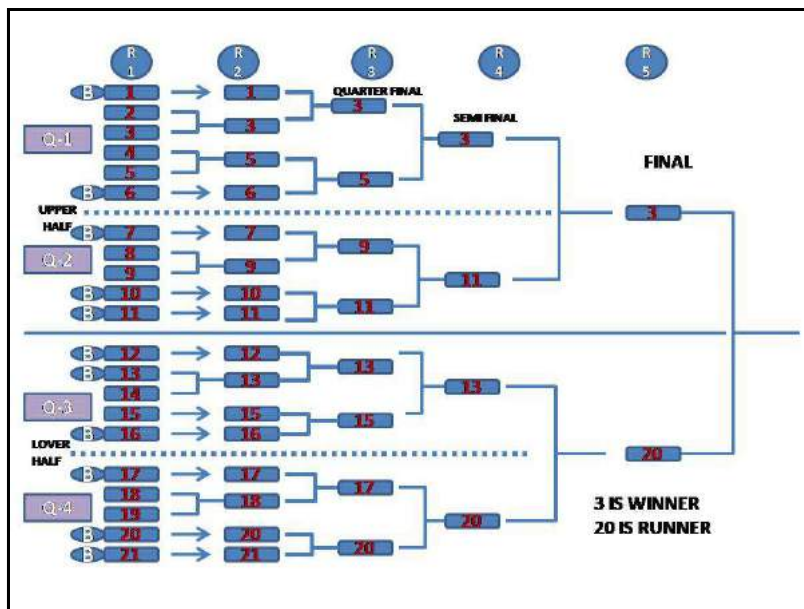 R 1 R 2 R 3 R 4 R 5
B 1 1 QUARTER FINAL
2 3
3 3 SEMI FINAL
Q-1 3
4 5 FINAL
5 5
B 6 6
UPPER 3
HALF
B 7 7
8 9
Q-2 9 9 11
B 10 10
B 11 11 11
B 12 12
B 13 13 13 13
14
Q-3
15 15 15
B 16 16
LOVER
HALF 20
B 17 17
18 18 17
Q-4 19 20 3 IS WINNER
B 20 20 20 20 IS RUNNER
B 21 21